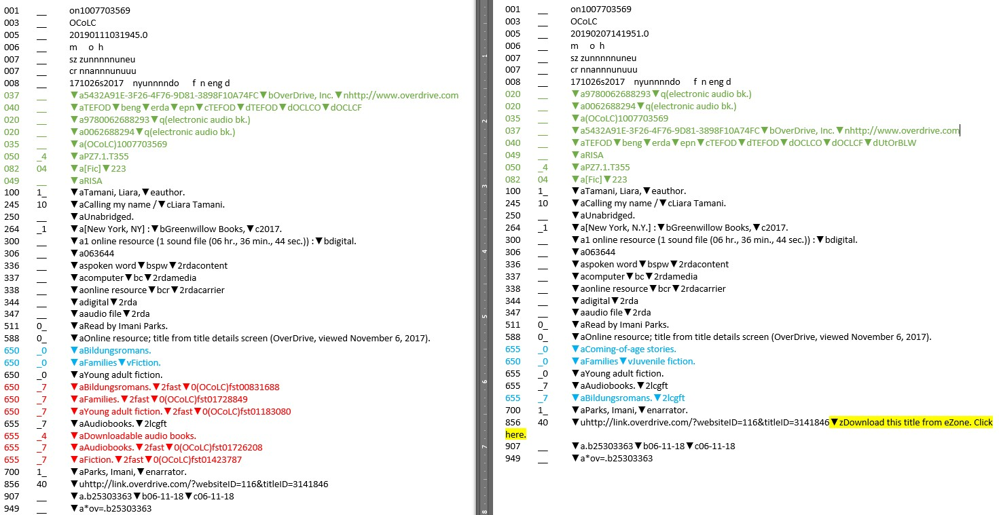 001 __ on1007703569
003 __ OCoLC
005 __ 20190111031945.0
006 __ m o h
007 __ sz zunnnnnuneu
007 __ cr nnannnunuuu
008 __ 171026s2017 nyunnnndo f n eng d
037 __ ▼a5432A91E-3F26-4F76-9D81-3898F10A74FC▼bOverDrive, Inc.▼nhttp://www.overdrive.com
040 __ ▼aTEFOD▼beng▼erda▼epn▼cTEFOD▼dTEFOD▼dOCLCO▼dOCLCF
020 __ ▼a9780062688293▼q(electronic audio bk.)
020 __ ▼a0062688294▼q(electronic audio bk.)
035 __ ▼a(OCoLC)1007703569
050 _4 ▼aPZ7.1.T355
082 04 ▼a[Fic]▼223
049 __ ▼aRISA
100 1_ ▼aTamani, Liara,▼eauthor.
245 10 ▼aCalling my name /▼cLiara Tamani.
250 __ ▼aUnabridged.
264 _1 ▼a[New York, NY] :▼bGreenwillow Books,▼c2017.
300 __ ▼a1 online resource (1 sound file (06 hr., 36 min., 44 sec.)) :▼bdigital.
306 __ ▼a063644
336 __ ▼aspoken word▼bspw▼2rdacontent
337 __ ▼acomputer▼bc▼2rdamedia
338 __ ▼aonline resource▼bcr▼2rdacarrier
344 __ ▼adigital▼2rda
347 __ ▼aaudio file▼2rda
511 0_ ▼aRead by Imani Parks.
588 0_ ▼aOnline resource; title from title details screen (OverDrive, viewed November 6, 2017).
650 _0 ▼aBildungsromans.
650 _0 ▼aFamilies▼vFiction.
650 _0 ▼aYoung adult fiction.
650 _7 ▼aBildungsromans.▼2fast▼0(OCoLC)fst00831688
650 _7 ▼aFamilies.▼2fast▼0(OCoLC)fst01728849
650 _7 ▼aYoung adult fiction.▼2fast▼0(OCoLC)fst01183080
655 _7 ▼aAudiobooks.▼2lcgft
655 _4 ▼aDownloadable audio books.
655 _7 ▼aAudiobooks.▼2fast▼0(OCoLC)fst01726208
655 _7 ▼aFiction.▼2fast▼0(OCoLC)fst01423787
700 1_ ▼aParks, Imani,▼enarrator.
856 40 ▼uhttp://link.overdrive.com/?websiteID=116&titleID=3141846
907 __ ▼a.b25303363▼b06-11-18▼c06-11-18
949 __ ▼a*ov=.b25303363
1
2
3
4
5
6
7
8
001 __ on1007703569
003 __ OCoLC
005 __ 20190207141951.0
006 __ m o h
007 __ sz zunnnnnuneu
007 __ cr nnannnunuuu
008 __ 171026s2017 nyunnnndo f n eng d
020 __ ▼a9780062688293▼q(electronic audio bk.)
020 __ ▼a0062688294▼q(electronic audio bk.)
035 __ ▼a(OCoLC)1007703569
037 __ ▼a5432A91E-3F26-4F76-9D81-3898F10A74FC▼bOverDrive, Inc.▼nhttp://www.overdrive.com
040 __ ▼aTEFOD▼beng▼erda▼epn▼cTEFOD▼dTEFOD▼dOCLCO▼dOCLCF▼dUtOrBLW
049 __ ▼aRISA
050 _4 ▼aPZ7.1.T355
082 04 ▼a[Fic]▼223
100 1_ ▼aTamani, Liara,▼eauthor.
245 10 ▼aCalling my name /▼cLiara Tamani.
250 __ ▼aUnabridged.
264 _1 ▼a[New York, N.Y.] :▼bGreenwillow Books,▼c2017.
300 __ ▼a1 online resource (1 sound file (06 hr., 36 min., 44 sec.)) :▼bdigital.
306 __ ▼a063644
336 __ ▼aspoken word▼bspw▼2rdacontent
337 __ ▼acomputer▼bc▼2rdamedia
338 __ ▼aonline resource▼bcr▼2rdacarrier
344 __ ▼adigital▼2rda
347 __ ▼aaudio file▼2rda
511 0_ ▼aRead by Imani Parks.
588 0_ ▼aOnline resource; title from title details screen (OverDrive, viewed November 6, 2017).
655 _0 ▼aComing-of-age stories.
650 _0 ▼aFamilies▼vJuvenile fiction.
655 _0 ▼aYoung adult fiction.
655 _7 ▼aAudiobooks.▼2lcgft
655 _7 ▼aBildungsromans.▼2lcgft
700 1_ ▼aParks, Imani,▼enarrator.
856 40 ▼uhttp://link.overdrive.com/?websiteID=116&titleID=3141846▼zDownload this title from eZone. Click
here.
907 __ ▼a.b25303363▼b06-11-18▼c06-11-18
949 __ ▼a*ov=.b25303363